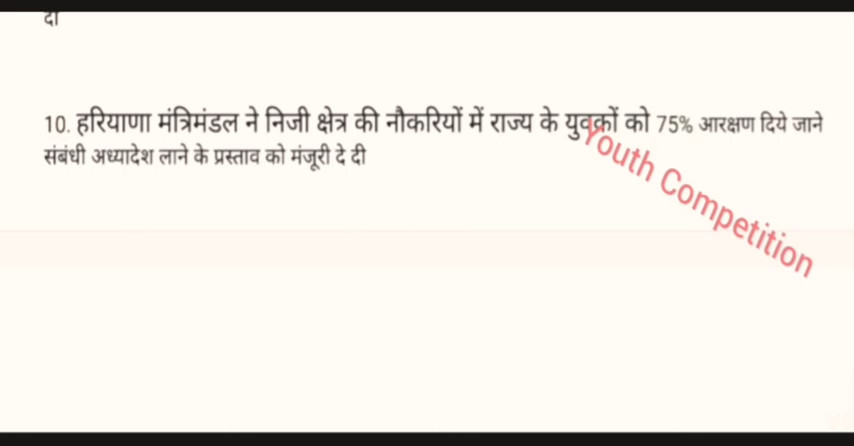 दी
10. हरियाणा मंत्रिमंडल ने निजी क्षेत्र की नौकरियों में राज्य के युवकों को 75% आरक्षण दिये जाने
संबंधी अध्यादेश लाने के प्रस्ताव को मंजूरी दे दी
Youth Competition